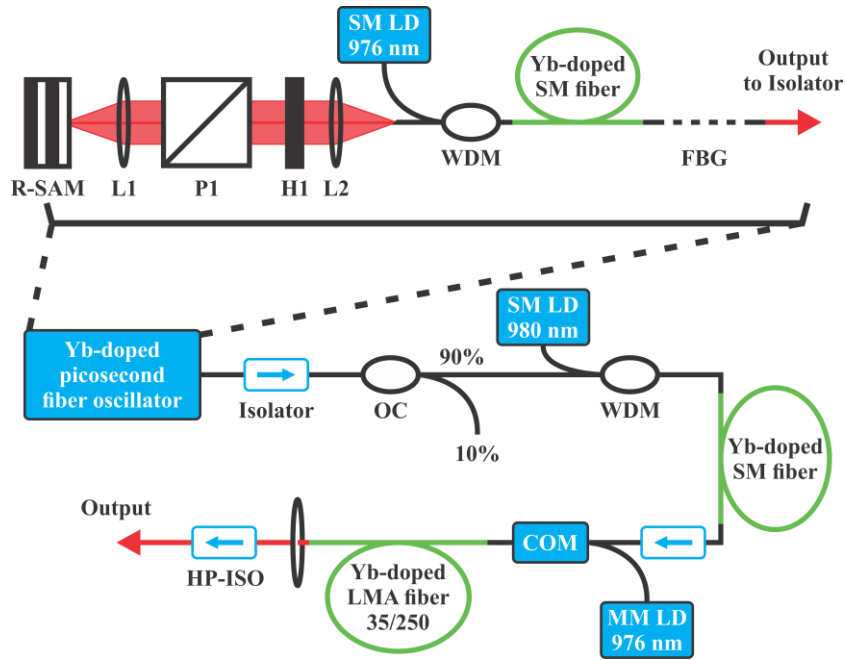 SM LD
976 nm
Yb-doped
SM fiber
Output
to Isolator
WDM
FBG
R-SAM
L1
P1
H1
L2
SM LD
980 nm
Yb-doped
picosecond
fiber oscillator
90%
Isolator
OC
WDM
10%
Yb-doped
SM fiber
Output
COM
HP-ISO
Yb-doped
LMA fiber
35/250
MM LD
976 nm